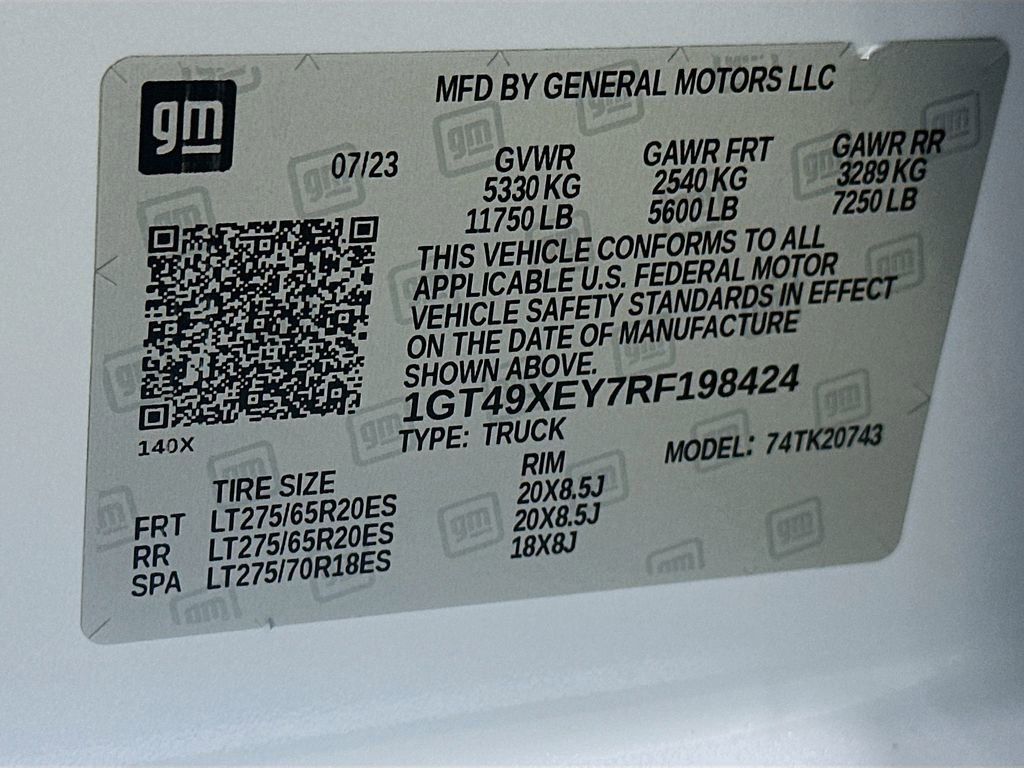 gm
MFD BY GENERAL MOTORS LLC
07/23
GVWR GAWR FRT GAWR RR
5330 KG 2540 KG 3289 KG
11750 LB 5600 LB 7250 LB
THIS VEHICLE CONFORMS TO ALL
APPLICABLE U.S. FEDERAL MOTOR
VEHICLE SAFETY STANDARDS IN EFFECT
ON THE DATE OF MANUFACTURE
SHOWN ABOVE.
1GT49XEY7RF198424
140X
TYPE: TRUCK MODEL: 74TK20743
TIRE SIZE RIM
FRT LT275/65R20ES 20X8.5J
RR LT275/65R20ES 20X8.5J
SPA LT275/70R18ES 18X8J